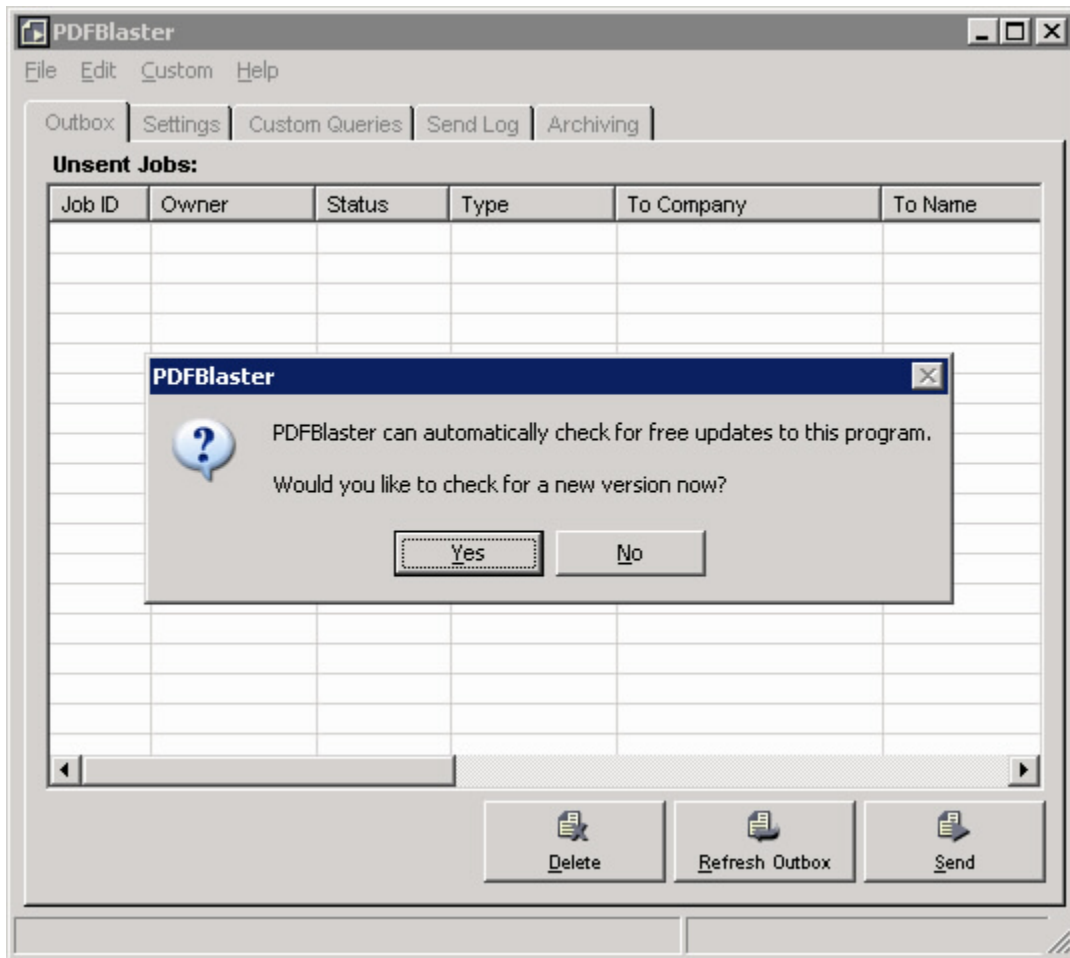 PDFBlaster
File Edit Custom Help
Outbox Settings Custom Queries Send Log Archiving
Unsent Jobs:
Job ID Owner Status Type To Company To Name
PDFBlaster
?
PDFBlaster can automatically check for free updates to this program.
Would you like to check for a new version now?
Yes No
Delete Refresh Outbox Send